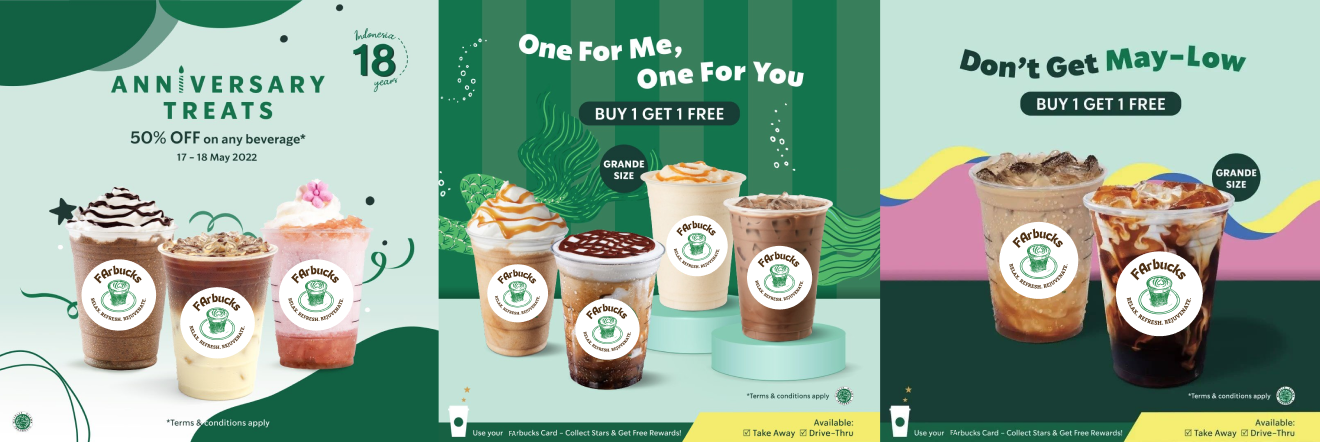 Indonesia
18
years
ANNIVERSARY
TREATS
50% OFF on any beverage*
17 – 18 May 2022
FArbucks
RELAX. REFRESH. REJUVENATE.
FArbucks
RELAX. REFRESH. REJUVENATE.
FArbucks
RELAX. REFRESH. REJUVENATE.
*Terms & conditions apply
One For Me,
One For You
BUY 1 GET 1 FREE
GRANDE
SIZE
FArbucks
RELAX. REFRESH. REJUVENATE.
FArbucks
RELAX. REFRESH. REJUVENATE.
FArbucks
RELAX. REFRESH. REJUVENATE.
FArbucks
RELAX. REFRESH. REJUVENATE.
*Terms & conditions apply
Use your FArbucks Card – Collect Stars & Get Free Rewards!
Available:
☑ Take Away ☑ Drive–Thru
Don't Get May–Low
BUY 1 GET 1 FREE
GRANDE
SIZE
FArbucks
RELAX. REFRESH. REJUVENATE.
FArbucks
RELAX. REFRESH. REJUVENATE.
*Terms & conditions apply
Use your FArbucks Card – Collect Stars & Get Free Rewards!
Available:
☑ Take Away ☑ Drive–Thru